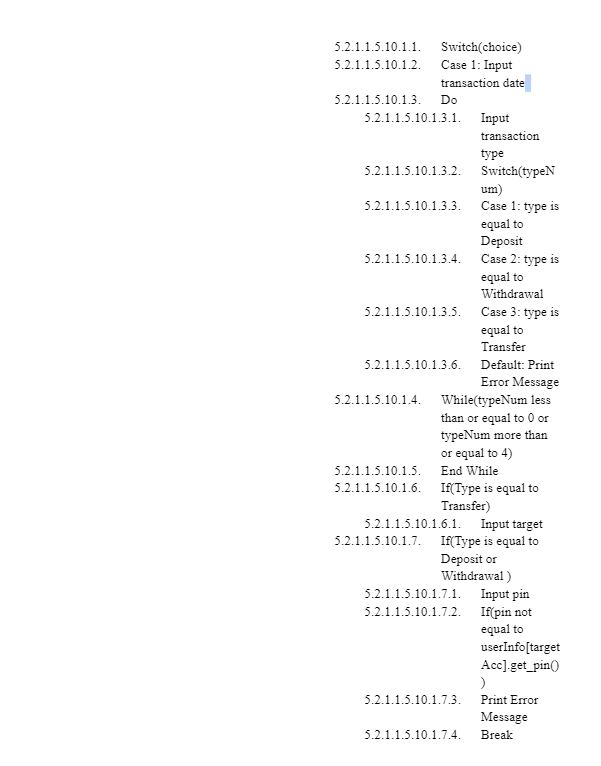 5.2.1.1.5.10.1.1. Switch(choice)
5.2.1.1.5.10.1.2. Case 1: Input
transaction date
5.2.1.1.5.10.1.3. Do
5.2.1.1.5.10.1.3.1. Input
transaction
type
5.2.1.1.5.10.1.3.2. Switch(typeN
um)
5.2.1.1.5.10.1.3.3. Case 1: type is
equal to
Deposit
5.2.1.1.5.10.1.3.4. Case 2: type is
equal to
Withdrawal
5.2.1.1.5.10.1.3.5. Case 3: type is
equal to
Transfer
5.2.1.1.5.10.1.3.6. Default: Print
Error Message
5.2.1.1.5.10.1.4. While(typeNum less
than or equal to 0 or
typeNum more than
or equal to 4)
5.2.1.1.5.10.1.5. End While
5.2.1.1.5.10.1.6. If(Type is equal to
Transfer)
5.2.1.1.5.10.1.6.1. Input target
5.2.1.1.5.10.1.7. If(Type is equal to
Deposit or
Withdrawal )
5.2.1.1.5.10.1.7.1. Input pin
5.2.1.1.5.10.1.7.2. If(pin not
equal to
userInfo[target
Acc].get_pin()
)
5.2.1.1.5.10.1.7.3. Print Error
Message
5.2.1.1.5.10.1.7.4. Break